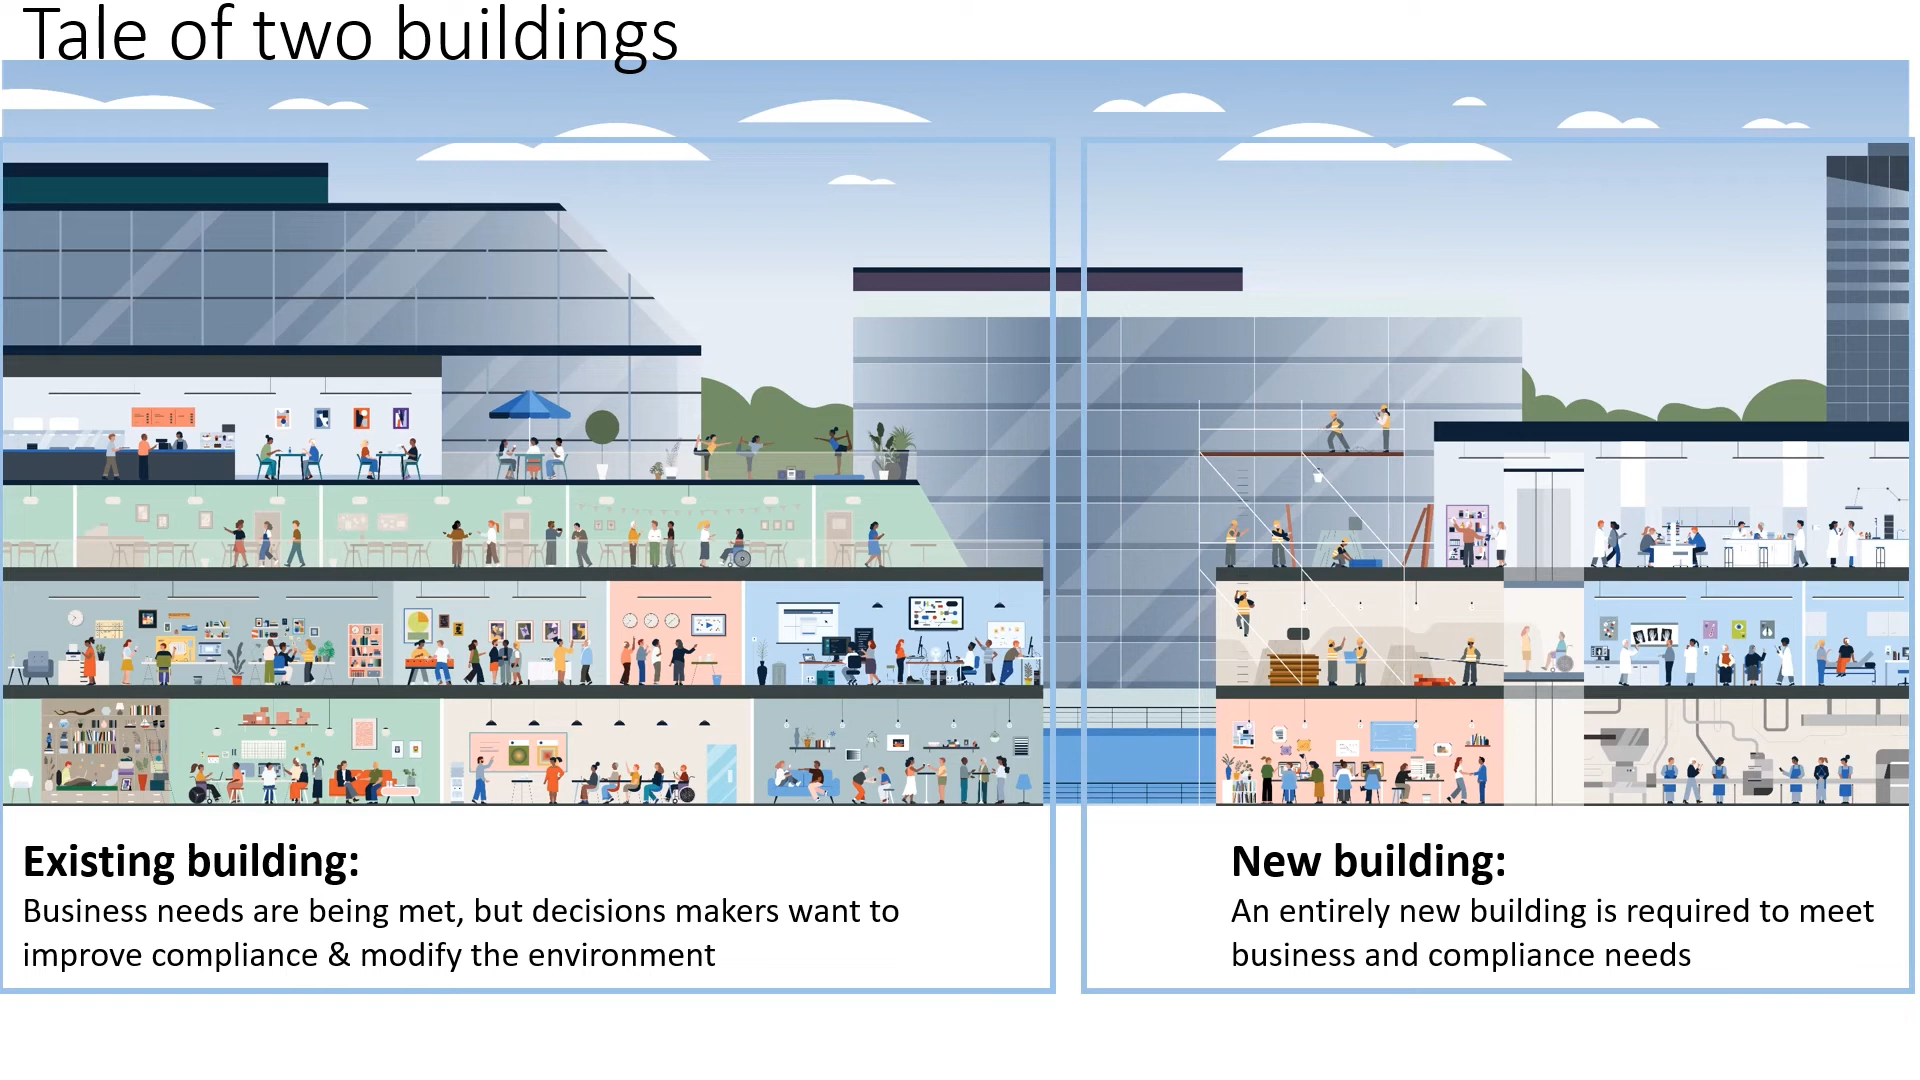 Tale of two buildings
Existing building:
Business needs are being met, but decisions makers want to
improve compliance & modify the environment
New building:
An entirely new building is required to meet
business and compliance needs